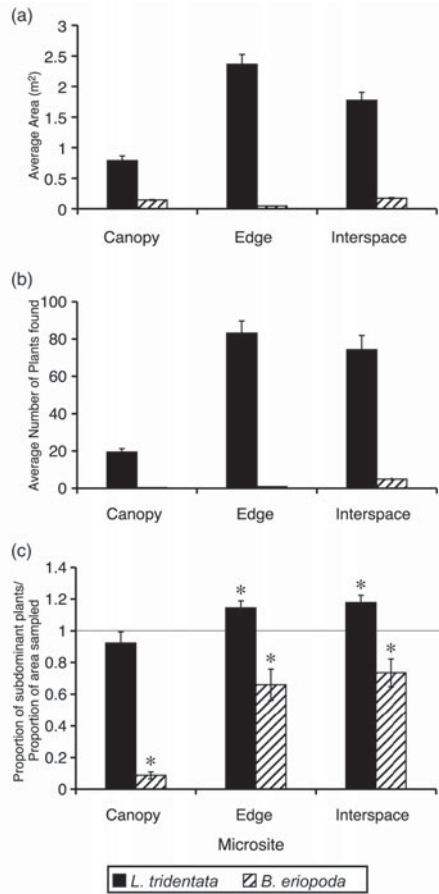 (a)
Average Area (m²)
3
2.5
2
1.5
1
0.5
0
Canopy Edge Interspace
(b)
Average Number of Plants found
100
80
60
40
20
0
Canopy Edge Interspace
(c)
Proportion of subdominant plants/
Proportion of area sampled
1.4
1.2
1
0.8
0.6
0.4
0.2
0
* * * * *
Canopy Edge Interspace
Microsite
L. tridentata B. eriopoda